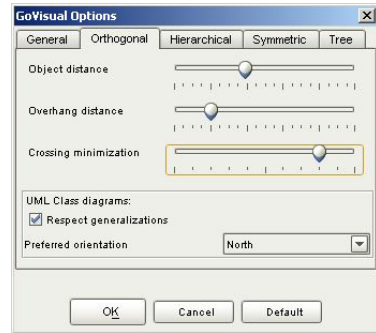 GoVisual Options
General Orthogonal Hierarchical Symmetric Tree
Object distance
Overhang distance
Crossing minimization
UML Class diagrams:
Respect generalizations
Preferred orientation North
OK Cancel Default